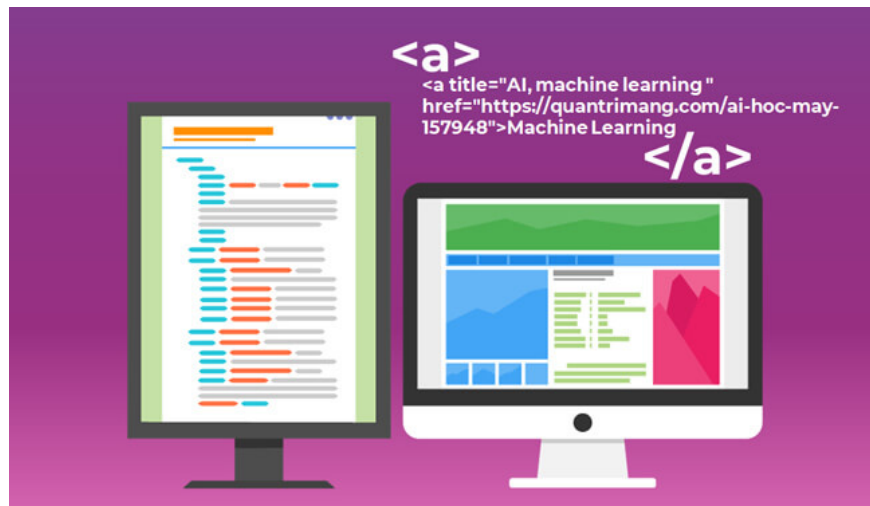 <a>
<a title="AI, machine learning "
href="https://quantrimang.com/ai-hoc-may-
157948">Machine Learning
</a>